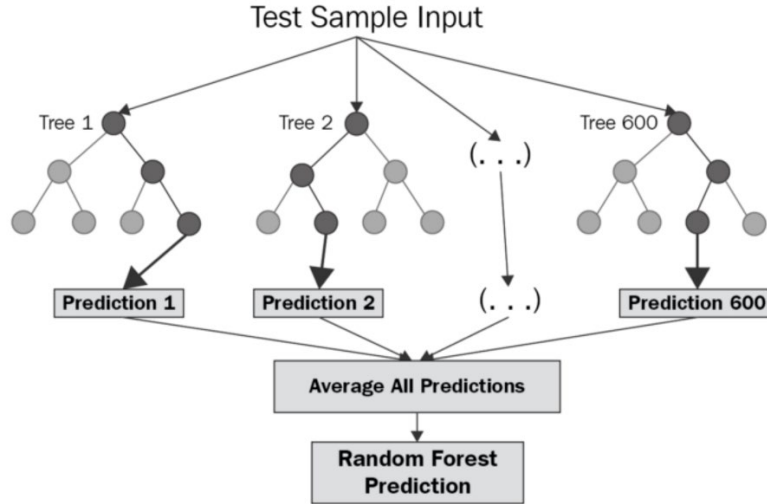 Test Sample Input
Tree 1
Tree 2
Tree 600
(. . .)
Prediction 1
Prediction 2
(. . .)
Prediction 600
Average All Predictions
Random Forest
Prediction